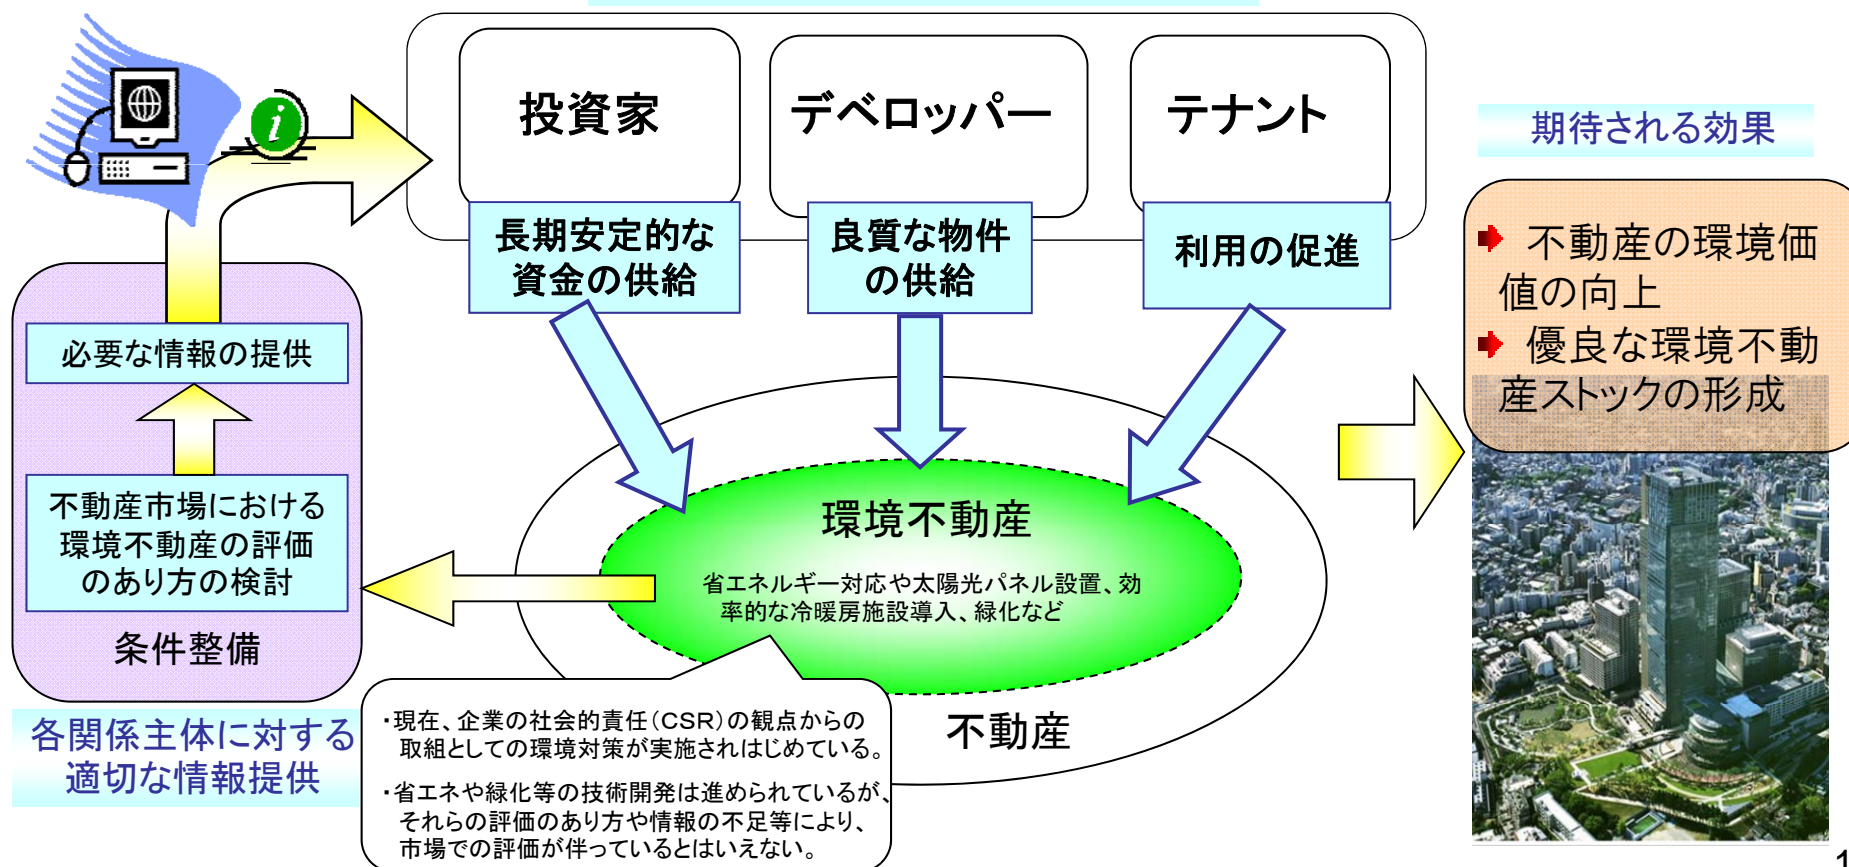 投資家
デベロッパー
テナント
長期安定的な
資金の供給
良質な物件
の供給
利用の促進
期待される効果
不動産の環境価
値の向上
優良な環境不動
産ストックの形成
必要な情報の提供
不動産市場における
環境不動産の評価
のあり方の検討
条件整備
各関係主体に対する
適切な情報提供
環境不動産
省エネルギー対応や太陽光パネル設置、効
率的な冷暖房施設導入、緑化など
不動産
・現在、企業の社会的責任(CSR)の観点からの
取組としての環境対策が実施されはじめている。
・省エネや緑化等の技術開発は進められているが、
それらの評価のあり方や情報の不足等により、
市場での評価が伴っているとはいえない。
i
1